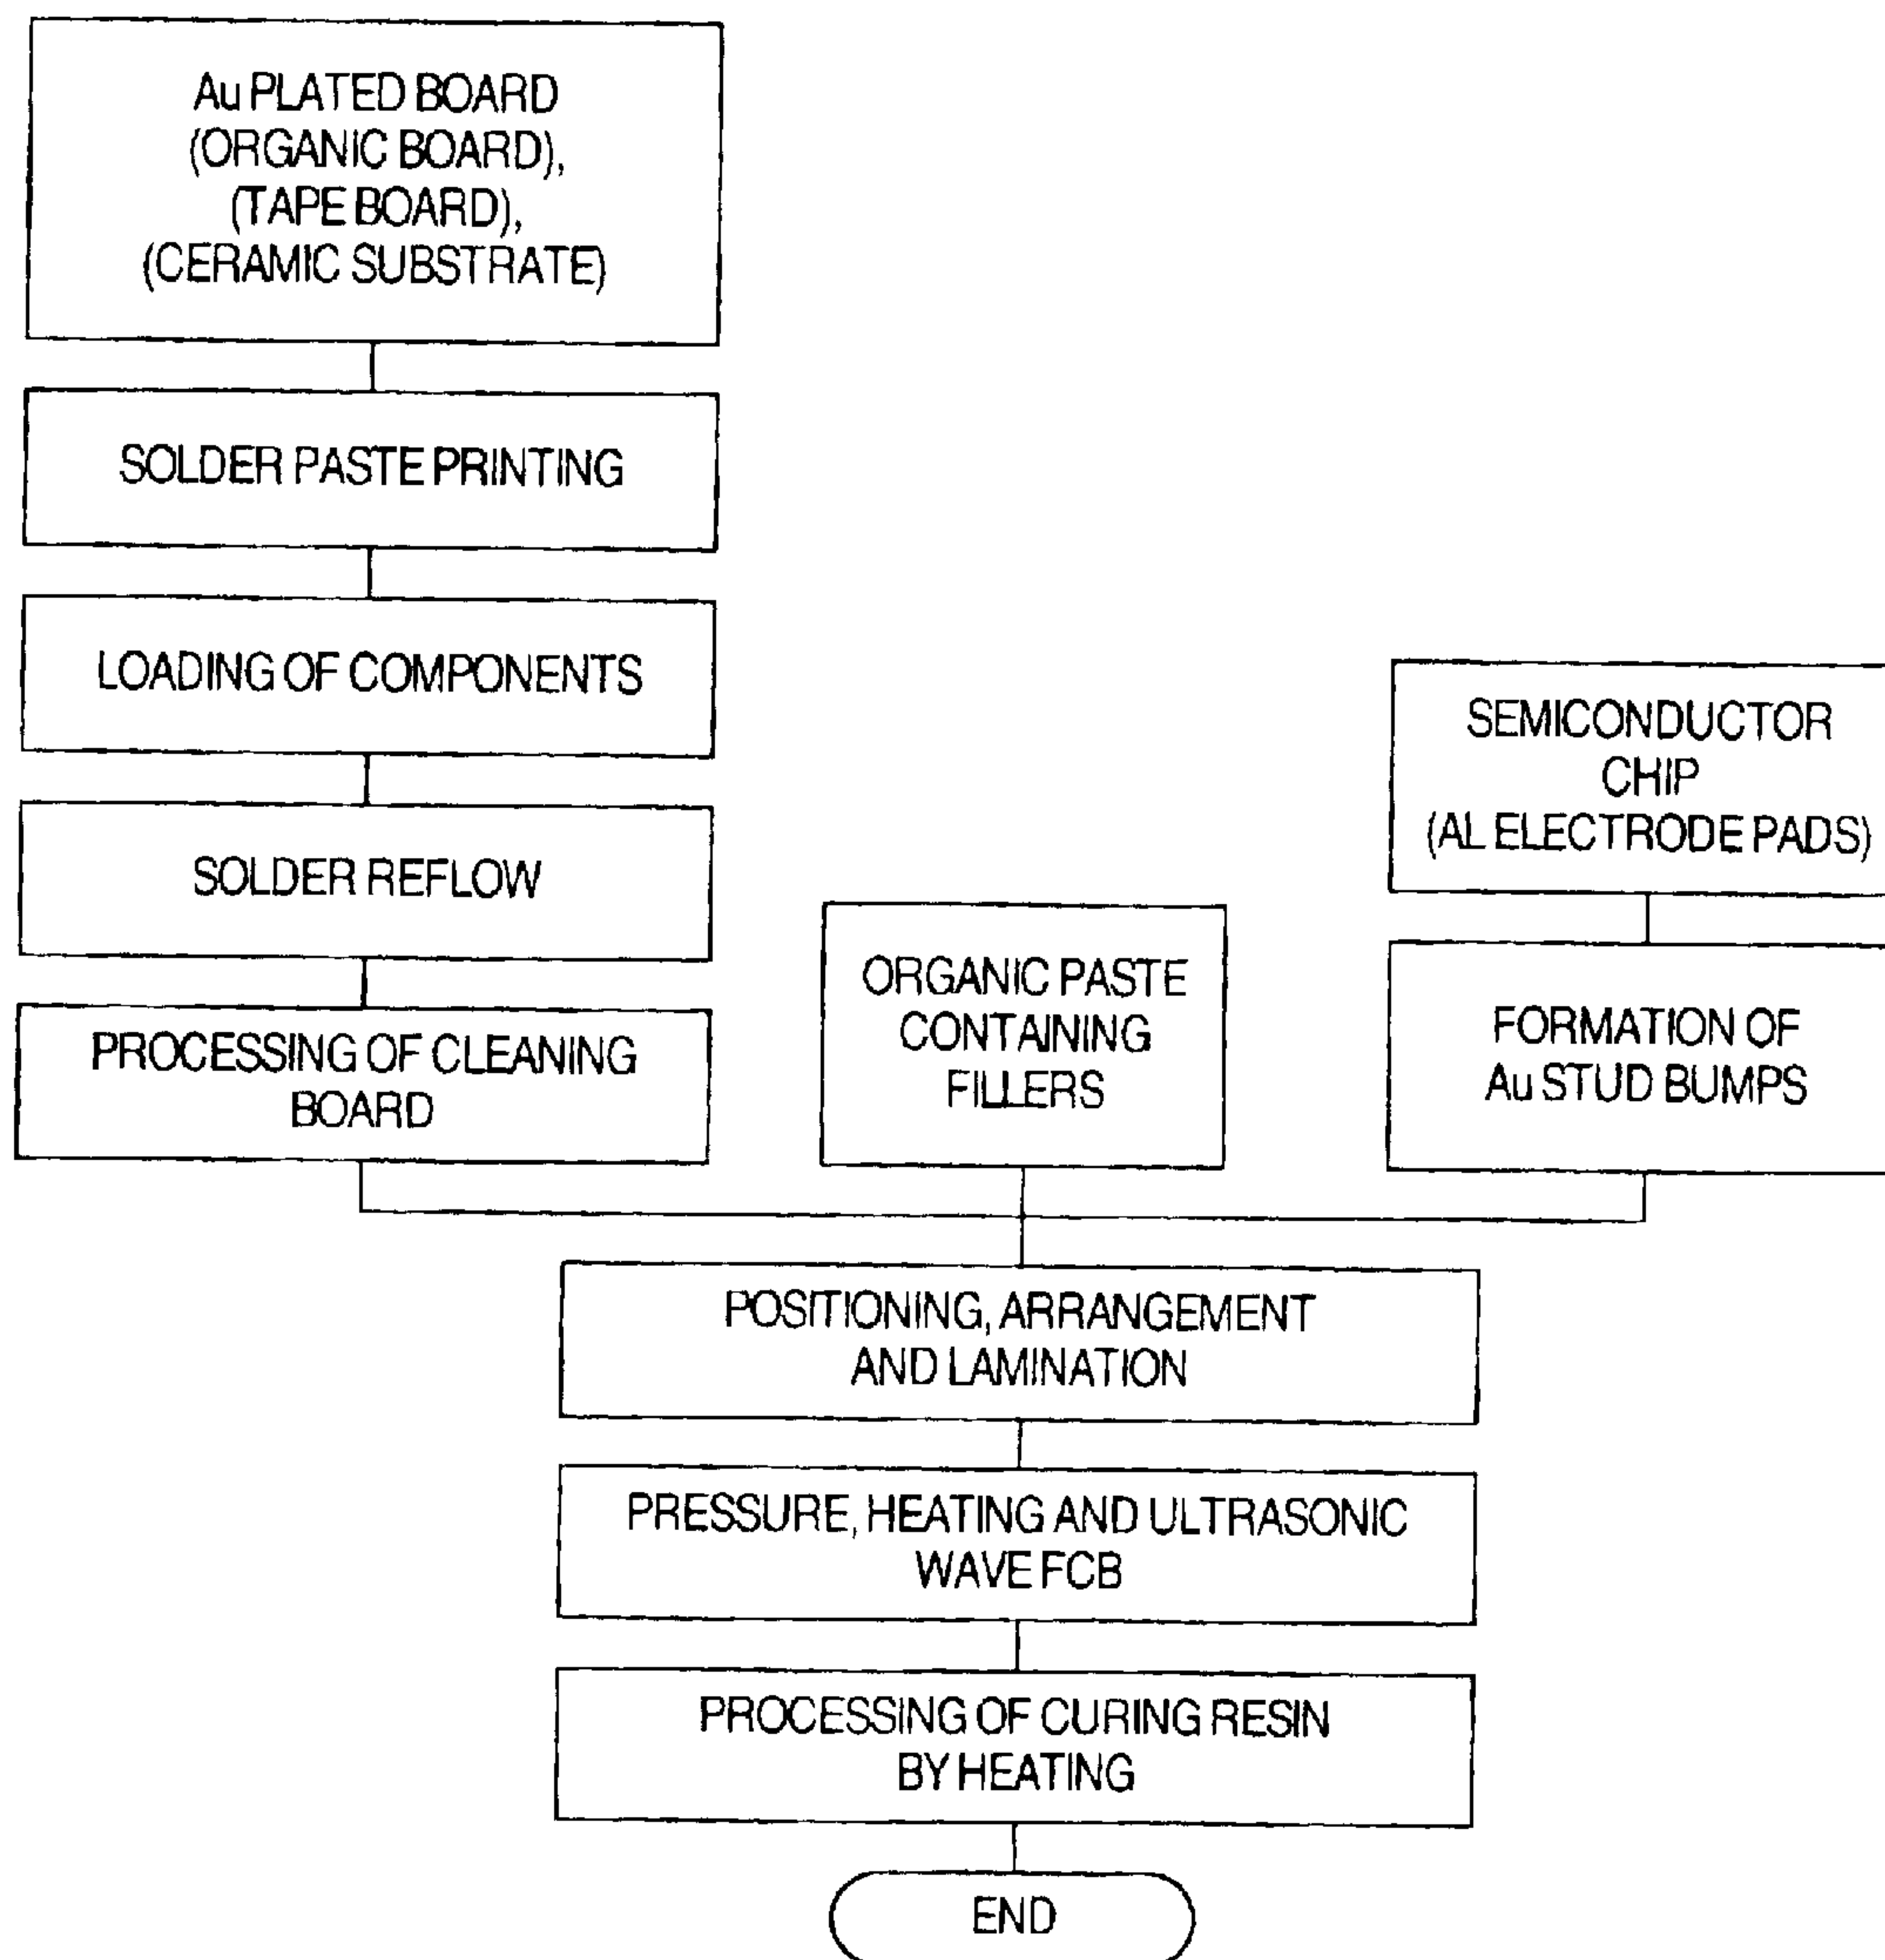 Au PLATED BOARD
(ORGANIC BOARD),
(TAPE BOARD),
(CERAMIC SUBSTRATE)
SOLDER PASTE PRINTING
LOADING OF COMPONENTS
SOLDER REFLOW
PROCESSING OF CLEANING
BOARD
ORGANIC PASTE
CONTAINING
FILLERS
SEMICONDUCTOR
CHIP
(AL ELECTRODE PADS)
FORMATION OF
Au STUD BUMPS
POSITIONING, ARRANGEMENT
AND LAMINATION
PRESSURE, HEATING AND ULTRASONIC
WAVE FCB
PROCESSING OF CURING RESIN
BY HEATING
END